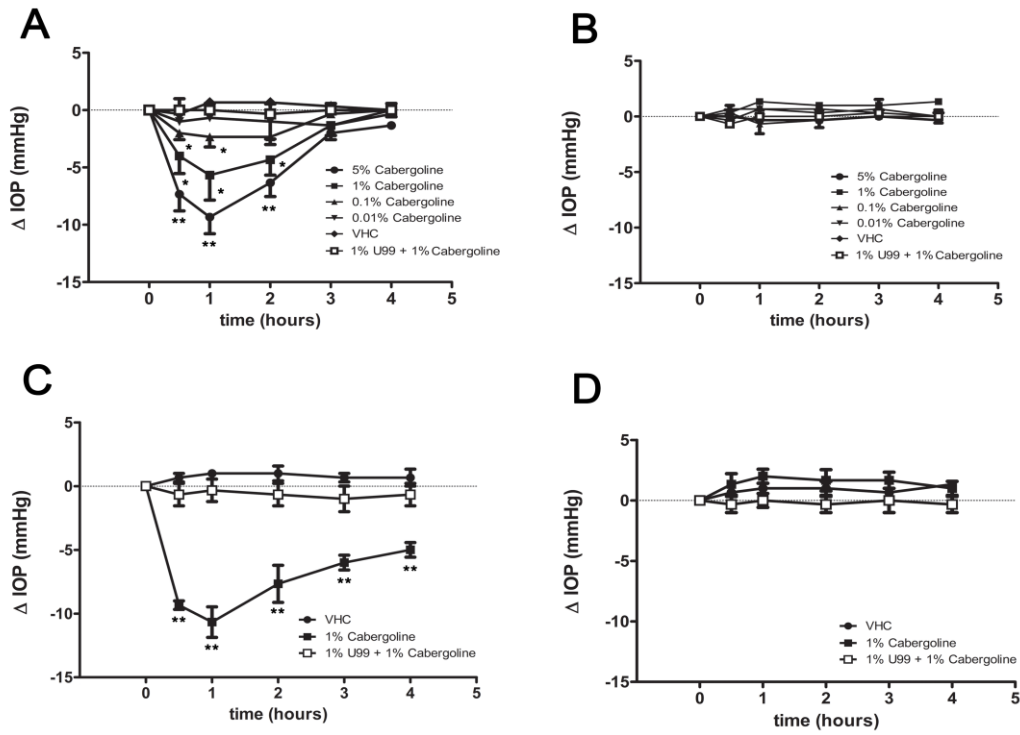 A
5
0
-5
-10
-15
Δ IOP (mmHg)
* * * * * ** ** **
5% Cabergoline
1% Cabergoline
0.1% Cabergoline
0.01% Cabergoline
VHC
1% U99 + 1% Cabergoline
0 1 2 3 4 5
time (hours)
B
5
0
-5
-10
-15
Δ IOP (mmHg)
5% Cabergoline
1% Cabergoline
0.1% Cabergoline
0.01% Cabergoline
VHC
1% U99 + 1% Cabergoline
0 1 2 3 4 5
time (hours)
C
5
0
-5
-10
-15
Δ IOP (mmHg)
** ** ** ** **
VHC
1% Cabergoline
1% U99 + 1% Cabergoline
0 1 2 3 4 5
time (hours)
D
5
0
-5
-10
-15
Δ IOP (mmHg)
VHC
1% Cabergoline
1% U99 + 1% Cabergoline
0 1 2 3 4 5
time (hours)